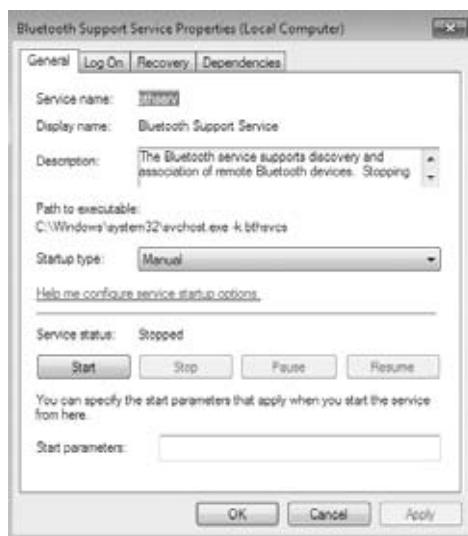 Bluetooth Support Service Properties (Local Computer)
General Log On Recovery Dependencies
Service name: bthserv
Display name: Bluetooth Support Service
Description: The Bluetooth service supports discovery and
association of remote Bluetooth devices. Stopping
Path to executable:
C:\Windows\system32\svchost.exe -k bthsvcs
Startup type: Manual
Help me configure service startup options.
Service status: Stopped
Start Stop Pause Resume
You can specify the start parameters that apply when you start the service
from here.
Start parameters:
OK Cancel Apply